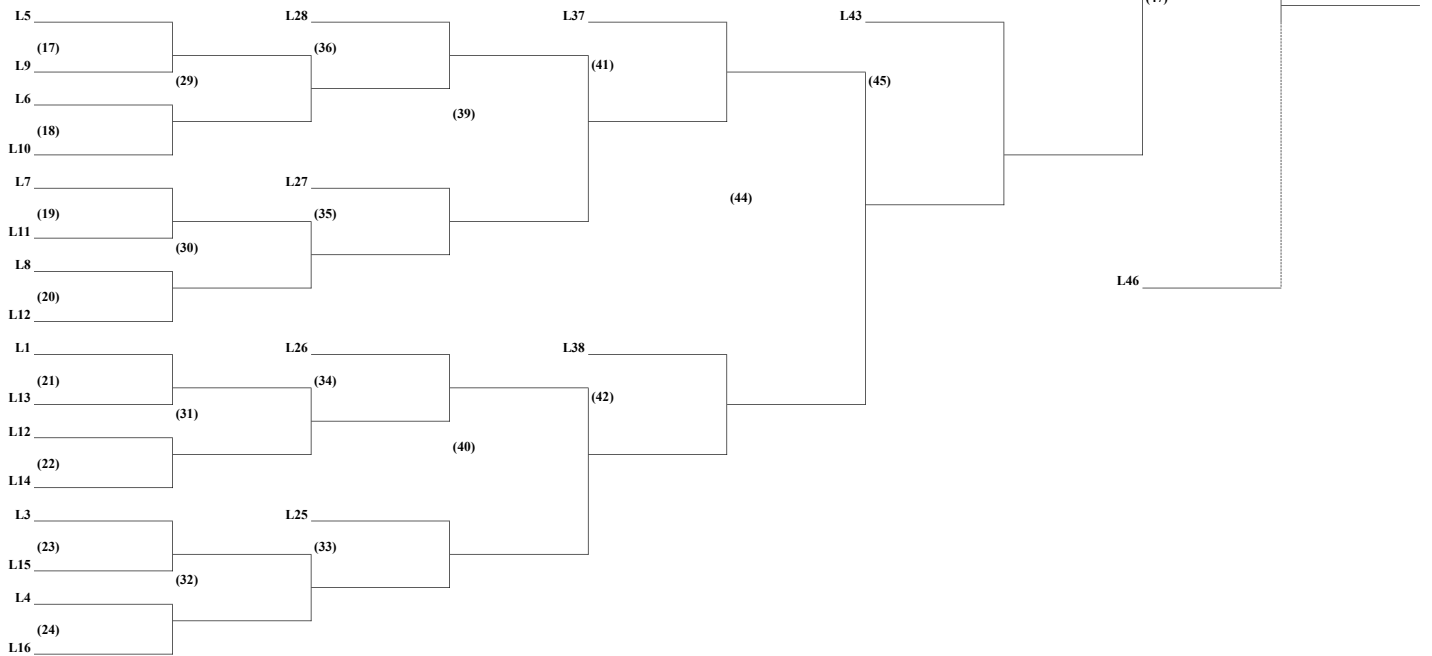 L5 L28 L37 L43
(17) (36)
L9 (41)
(29) (45)
L6
(39)
(18)
L10
L7 L27
(44)
(19) (35)
L11
(30)
L8
L46
(20)
L12
L1 L26 L38
(21) (34)
L13 (42)
(31)
L12
(40)
(22)
L14
L3 L25
(23) (33)
L15
(32)
L4
(24)
L16